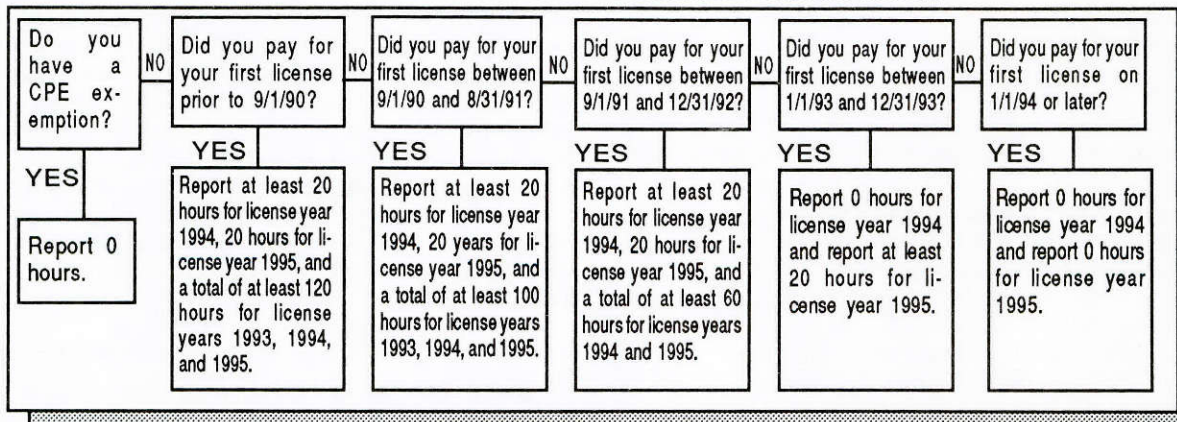 Do you
have a
CPE ex-
emption?
NO
Did you pay for
your first license
prior to 9/1/90?
NO
Did you pay for your
first license between
9/1/90 and 8/31/91?
NO
Did you pay for your
first license between
9/1/91 and 12/31/92?
NO
Did you pay for your
first license between
1/1/93 and 12/31/93?
NO
Did you pay for your
first license on
1/1/94 or later?
YES
Report 0
hours.
YES
Report at least 20
hours for license year
1994, 20 hours for li-
cense year 1995, and
a total of at least 120
hours for license
years 1993, 1994,
and 1995.
YES
Report at least 20
hours for license year
1994, 20 years for li-
cense year 1995, and
a total of at least 100
hours for license years
1993, 1994, and 1995.
YES
Report at least 20
hours for license year
1994, 20 hours for li-
cense year 1995, and
a total of at least 60
hours for license years
1994 and 1995.
YES
Report 0 hours for
license year 1994
and report at least
20 hours for li-
cense year 1995.
YES
Report 0 hours for
license year 1994
and report 0 hours
for license year
1995.